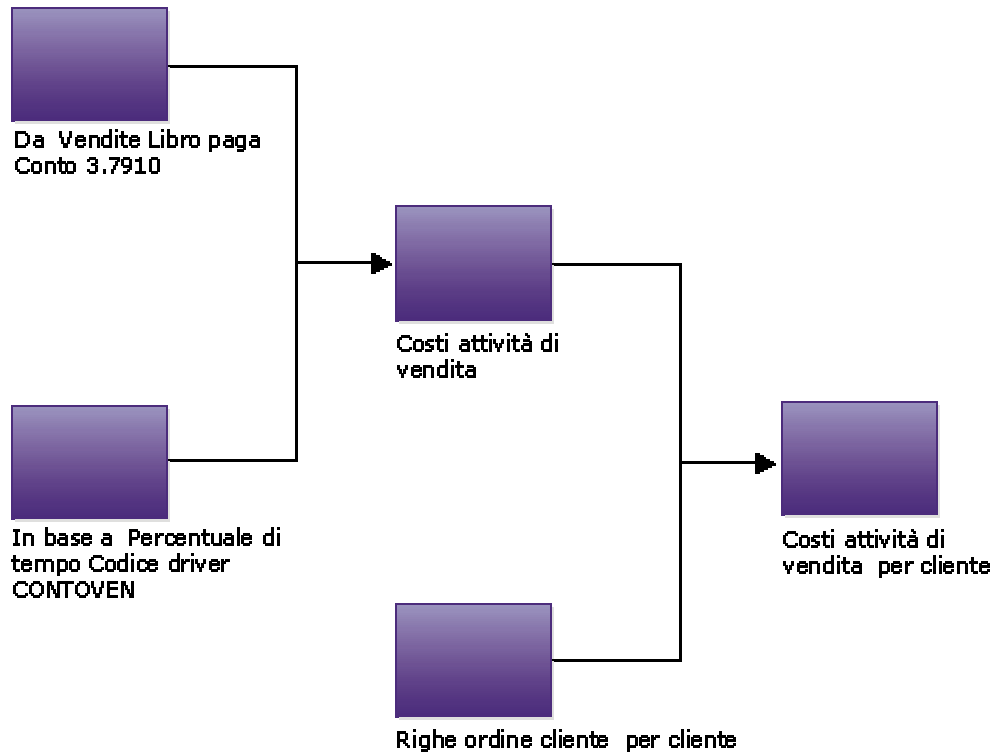 Da Vendite Libro paga
Conto 3.7910
Costi attività di
vendita
In base a Percentuale di
tempo Codice driver
CONTOVEN
Costi attività di
vendita per cliente
Righe ordine cliente per cliente